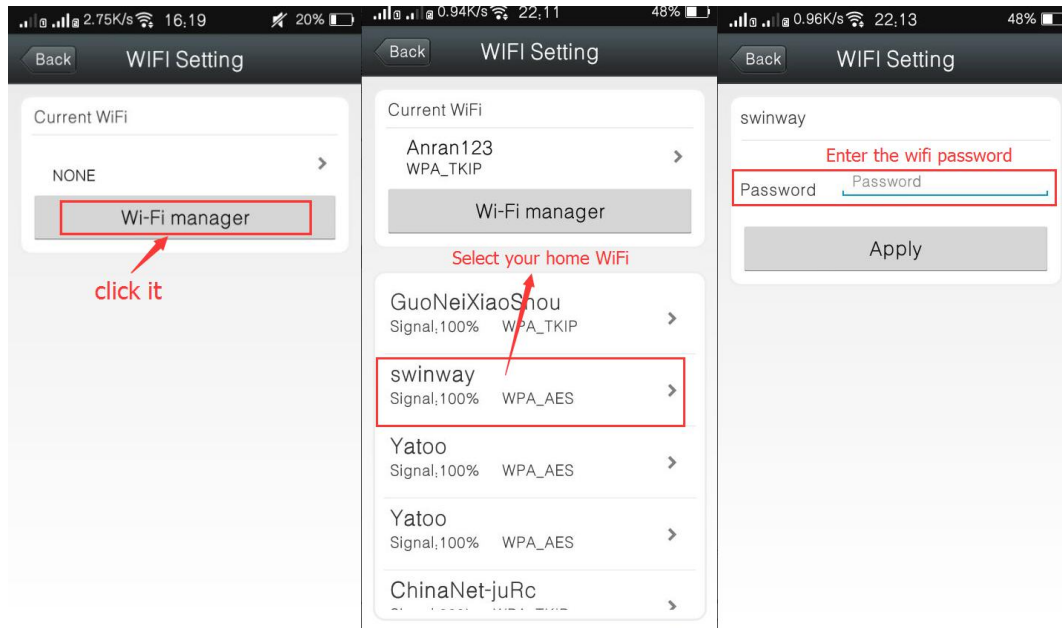 2.75K/s 16:19 20%
Back WIFI Setting
Current WiFi
NONE
Wi-Fi manager
click it
0.94K/s 22:11 48%
Back WIFI Setting
Current WiFi
Anran123
WPA_TKIP
Wi-Fi manager
Select your home WiFi
GuoNeiXiaoShou
Signal:100% WPA_TKIP
swinway
Signal:100% WPA_AES
Yatoo
Signal:100% WPA_AES
Yatoo
Signal:100% WPA_AES
ChinaNet-juRc
0.96K/s 22:13 48%
Back WIFI Setting
swinway
Enter the wifi password
Password Password
Apply